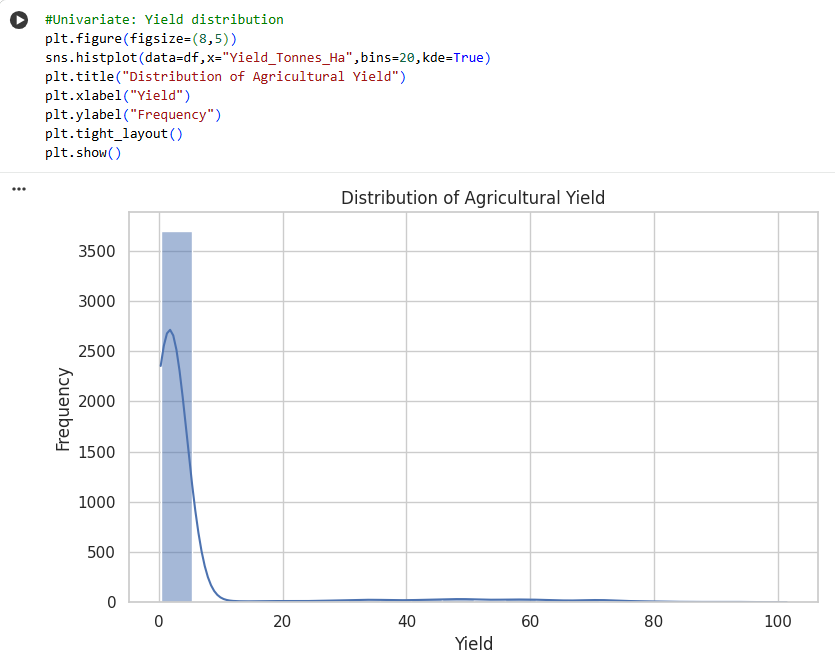 #Univariate: Yield distribution
plt.figure(figsize=(8,5))
sns.histplot(data=df,x="Yield_Tonnes_Ha",bins=20,kde=True)
plt.title("Distribution of Agricultural Yield")
plt.xlabel("Yield")
plt.ylabel("Frequency")
plt.tight_layout()
plt.show()
Distribution of Agricultural Yield
3500
3000
2500
2000
1500
1000
500
0
Frequency
0 20 40 60 80 100
Yield